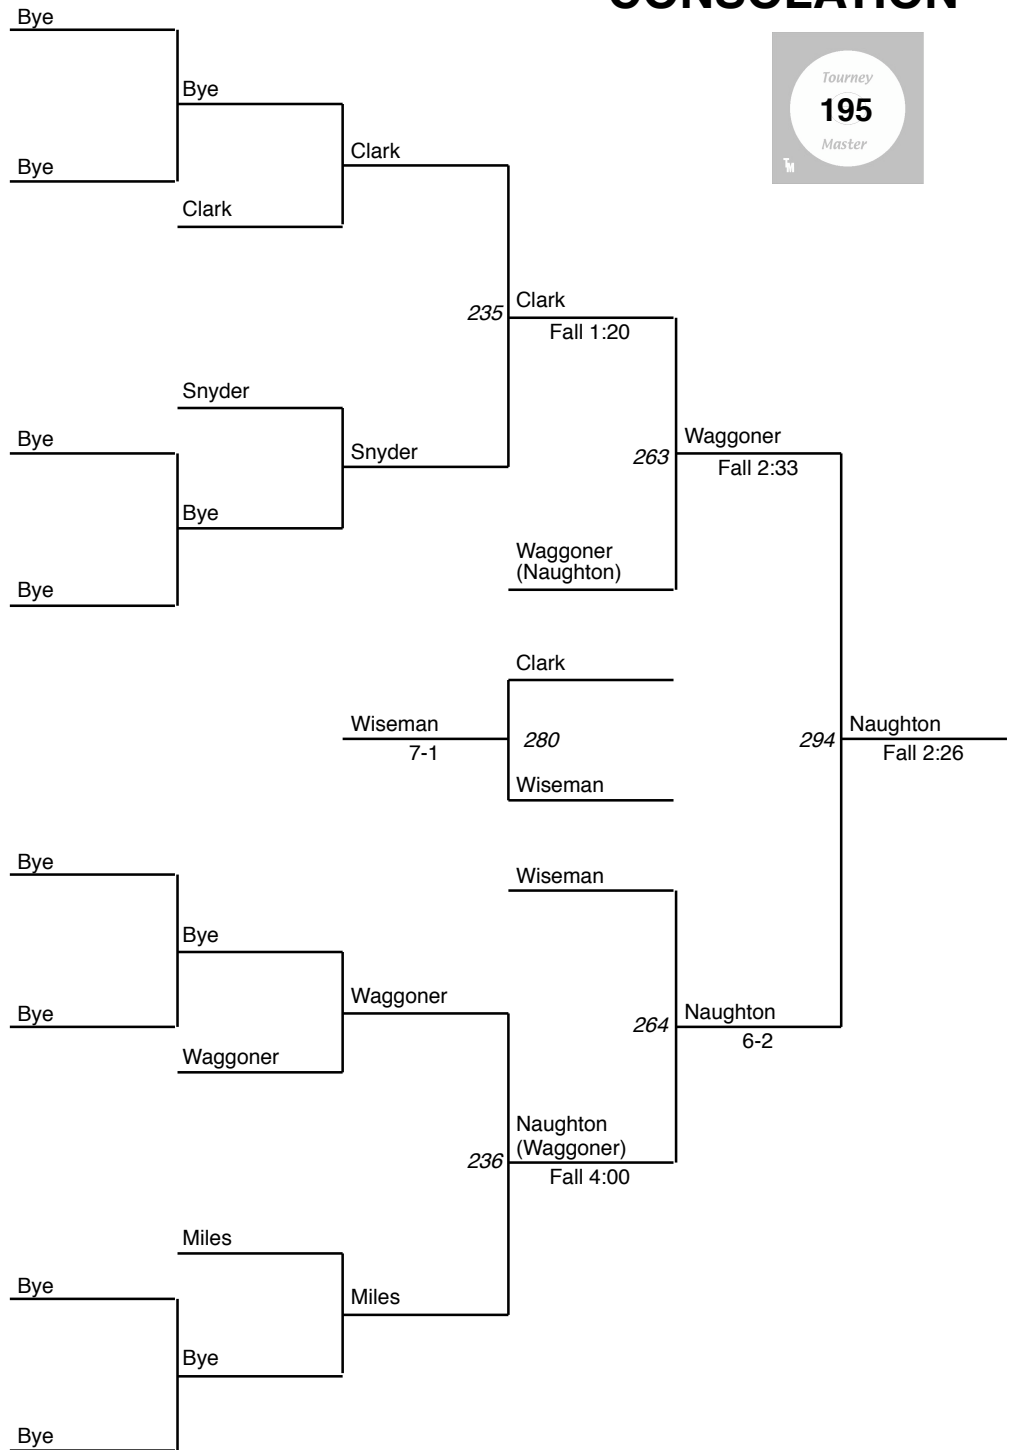 CONSOLATION
Bye
Tourney
195
Master
TM
Bye
Clark
Bye
Clark
Clark
235
Fall 1:20
Snyder
Bye
Waggoner
Snyder
263
Fall 2:33
Bye
Waggoner
(Naughton)
Bye
Clark
Wiseman
Naughton
280
294
7-1
Fall 2:26
Wiseman
Bye
Wiseman
Bye
Waggoner
Bye
Naughton
264
6-2
Waggoner
Naughton
(Waggoner)
236
Fall 4:00
Miles
Bye
Miles
Bye
Bye